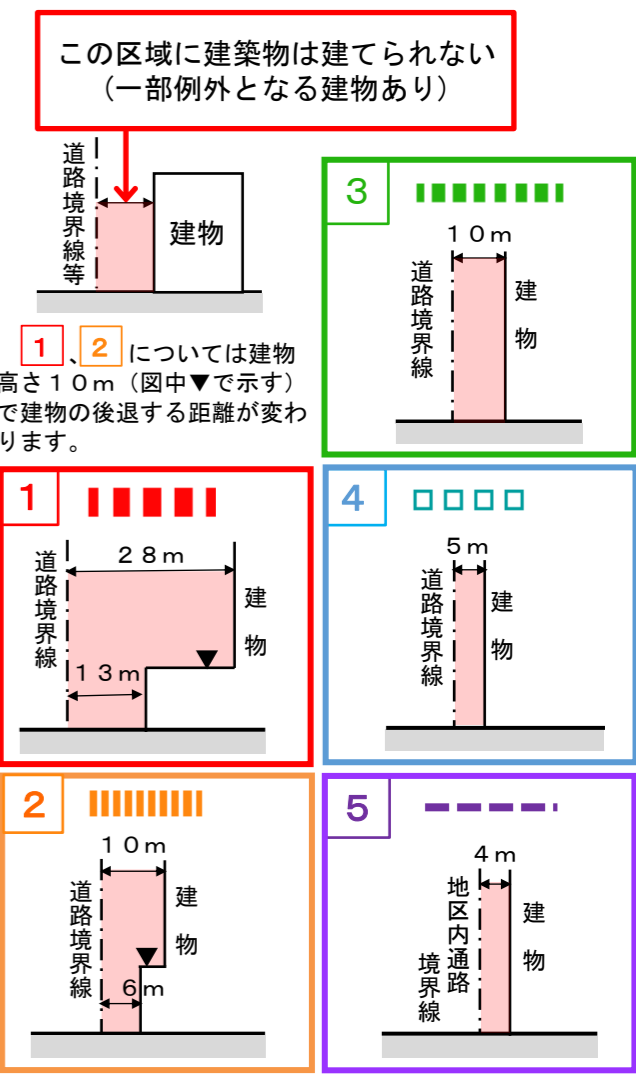 この区域に建築物は建てられない
(一部例外となる建物あり)
道路境界線等
建物
1、2については建物
高さ10m(図中▼で示す)
で建物の後退する距離が変わ
ります。
3
10m
道路境界線
建物
1
28m
道路境界線
建物
13m
4
5m
道路境界線
建物
2
10m
道路境界線
建物
6m
5
4m
地区内通路
境界線
建物